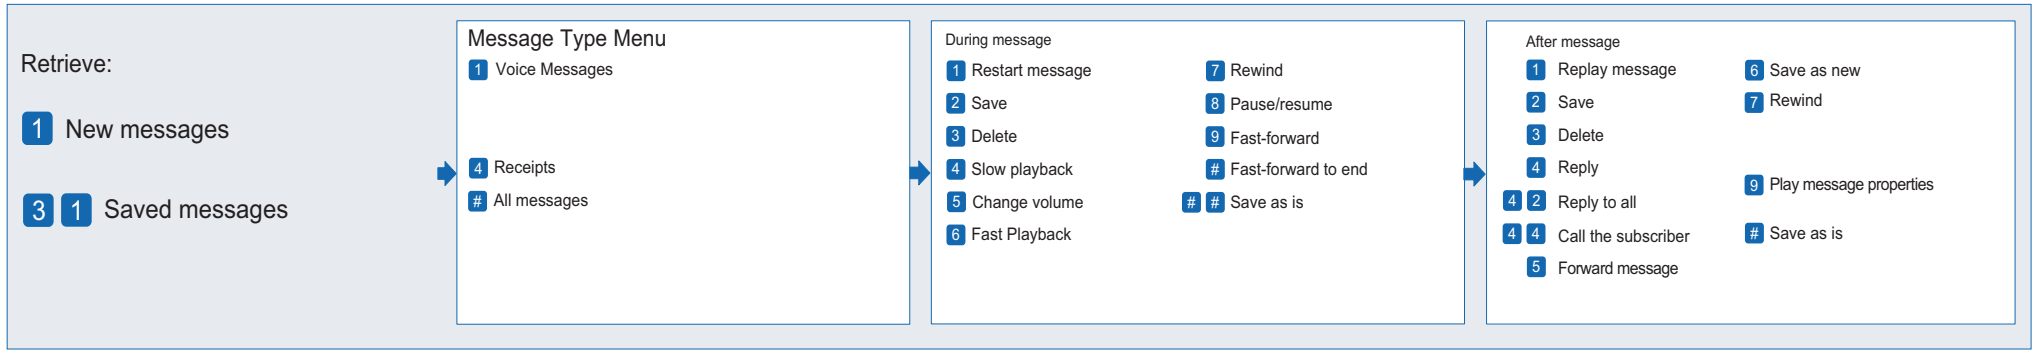 Retrieve:
1 New messages
3 1 Saved messages
Message Type Menu
1 Voice Messages
4 Receipts
# All messages
During message
1 Restart message
2 Save
3 Delete
4 Slow playback
5 Change volume
6 Fast Playback
7 Rewind
8 Pause/resume
9 Fast-forward
# Fast-forward to end
# # Save as is
After message
1 Replay message
2 Save
3 Delete
4 Reply
4 2 Reply to all
4 4 Call the subscriber
5 Forward message
6 Save as new
7 Rewind
9 Play message properties
# Save as is